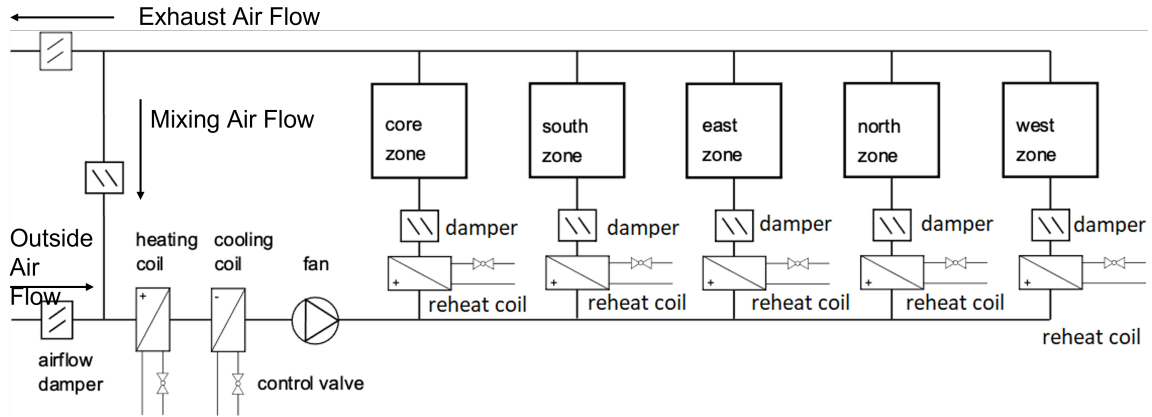 Exhaust Air Flow
Mixing Air Flow
core
zone
south
zone
east
zone
north
zone
west
zone
damper
damper
damper
damper
damper
Outside
Air
Flow
heating
coil
cooling
coil
fan
+
-
+
+
+
+
+
reheat coil
reheat coil
reheat coil
reheat coil
reheat coil
airflow
damper
control valve